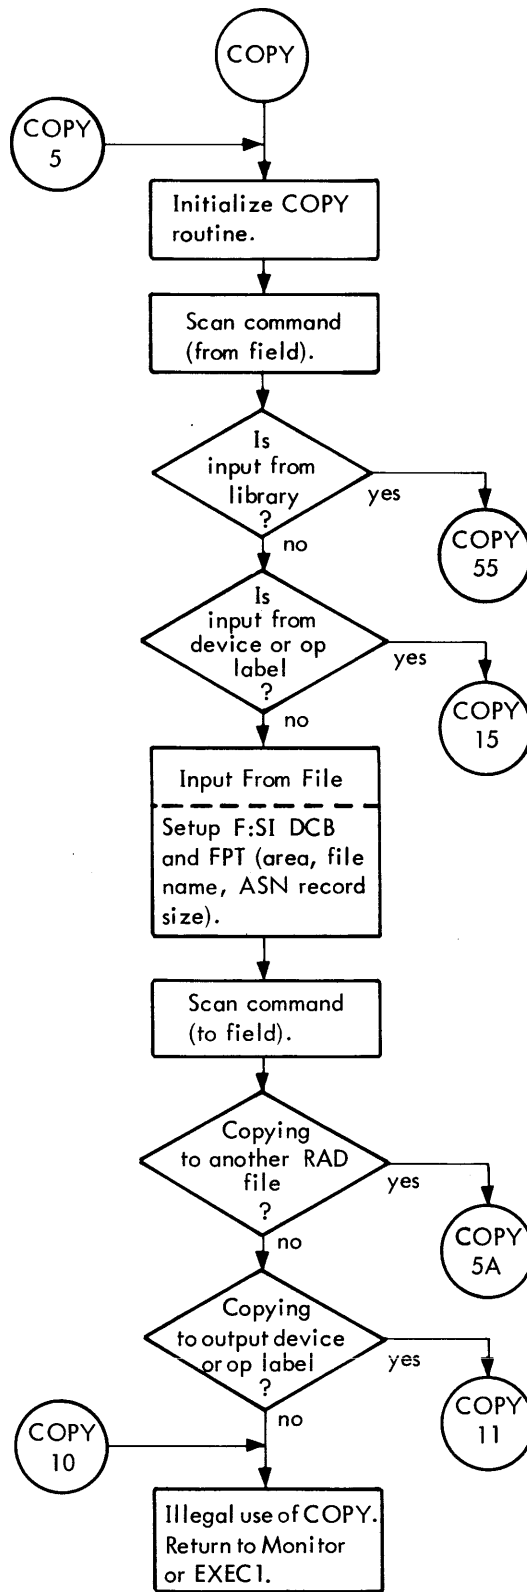 COPY
COPY
5
Initialize COPY
routine.
Scan command
(from field).
Is
input from
library
?
yes
no
COPY
55
Is
input from
device or op
label
?
yes
no
COPY
15
Input From File
Setup F:SI DCB
and FPT (area, file
name, ASN record
size).
Scan command
(to field).
Copying
to another RAD
file
?
yes
no
COPY
5A
Copying
to output device
or op label
?
yes
no
COPY
11
COPY
10
Illegal use of COPY.
Return to Monitor
or EXEC1.